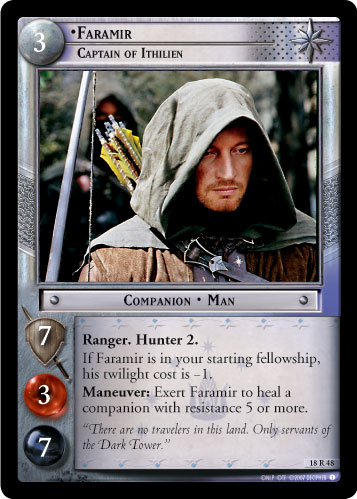 3
•Faramir
Captain of Ithilien
Companion • Man
7
Ranger. Hunter 2.
If Faramir is in your starting fellowship,
his twilight cost is –1.
3
Maneuver: Exert Faramir to heal a
companion with resistance 5 or more.
7
"There are no travelers in this land. Only servants of
the Dark Tower."
18 R 48